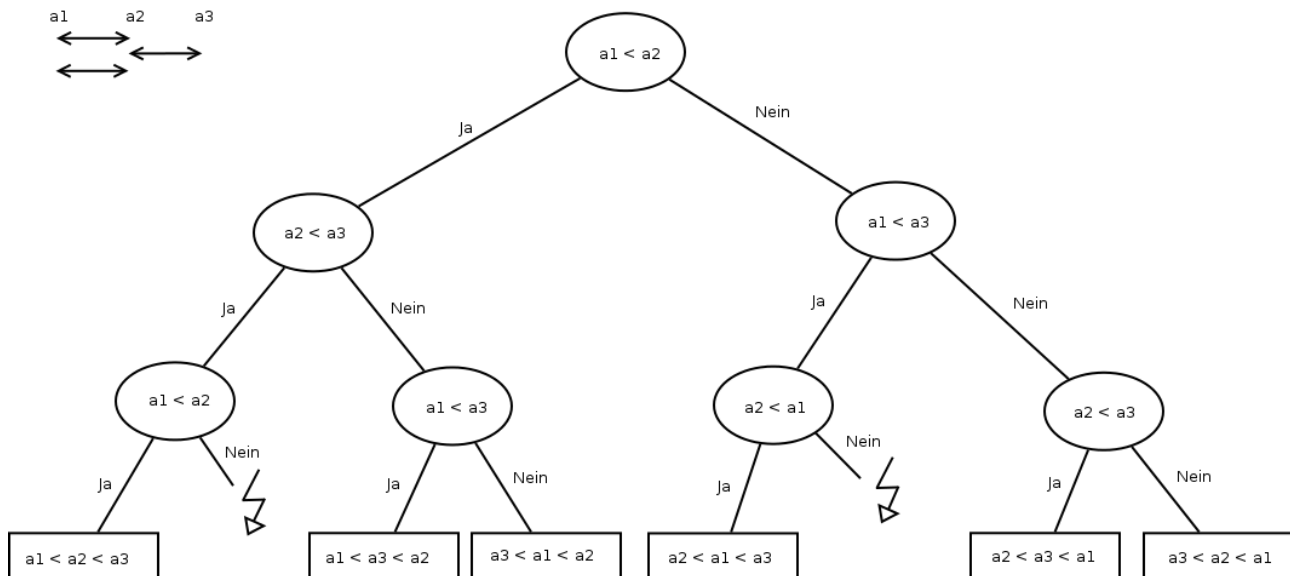 a1 a2 a3
a1 < a2
Ja
Nein
a2 < a3
a1 < a3
Ja
Nein
Ja
Nein
a1 < a2
a1 < a3
a2 < a1
a2 < a3
Ja
Nein
Ja
Nein
Ja
Nein
Ja
Nein
a1 < a2 < a3
a1 < a3 < a2
a3 < a1 < a2
a2 < a1 < a3
a2 < a3 < a1
a3 < a2 < a1